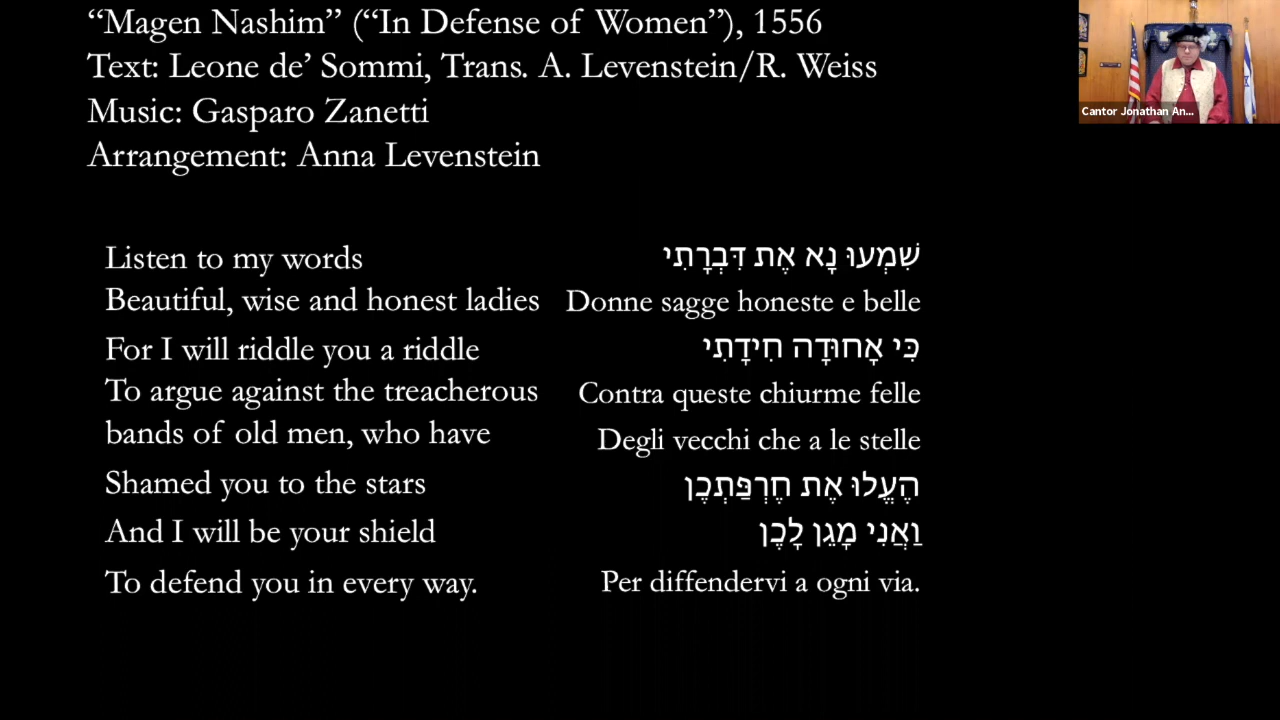 “Magen Nashim” (“In Defense of Women”), 1556
Text: Leone de’ Sommi, Trans. A. Levenstein/R. Weiss
Music: Gasparo Zanetti
Arrangement: Anna Levenstein
Cantor Jonathan An...
Listen to my words
Beautiful, wise and honest ladies
For I will riddle you a riddle
To argue against the treacherous
bands of old men, who have
Shamed you to the stars
And I will be your shield
To defend you in every way.
שִׁמְעוּ נָא אֶת דִּבְרָתִי
Donne sagge honeste e belle
כִּי אָחוּדָה חִידָתִי
Contra queste chiurme felle
Degli vecchi che a le stelle
הֶעֱלוּ אֶת חֶרְפַּתְכֶן
וַאֲנִי מָגֵן לָכֶן
Per diffendervi a ogni via.